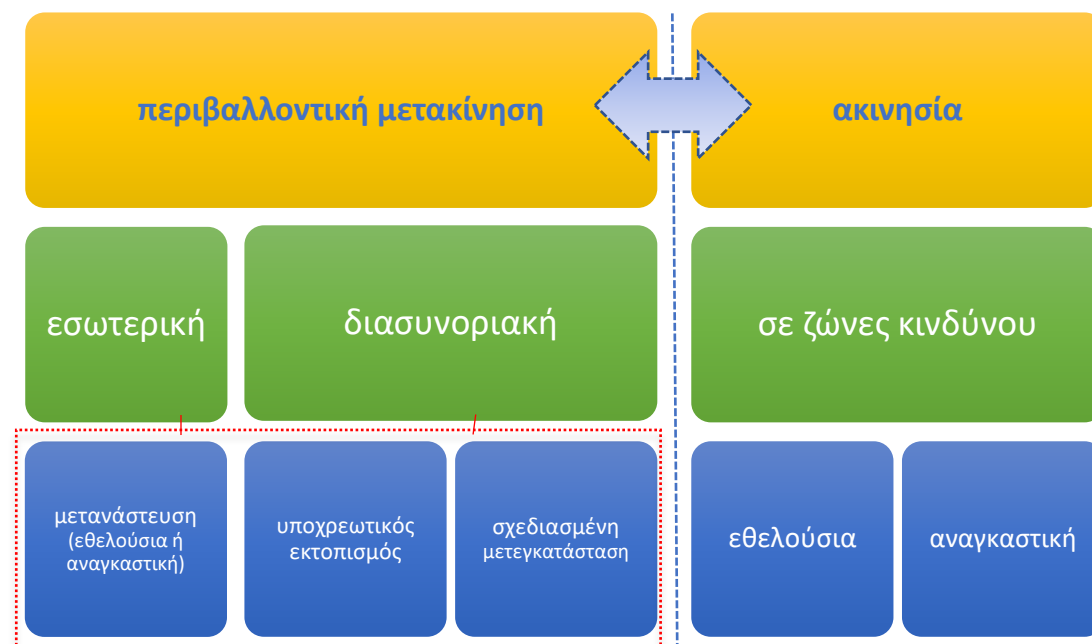 περιβαλλοντική μετακίνηση
ακινησία
εσωτερική
διασυνοριακή
σε ζώνες κινδύνου
μετανάστευση
(εθελούσια ή
αναγκαστική)
υποχρεωτικός
εκτοπισμός
σχεδιασμένη
μετεγκατάσταση
εθελούσια
αναγκαστική